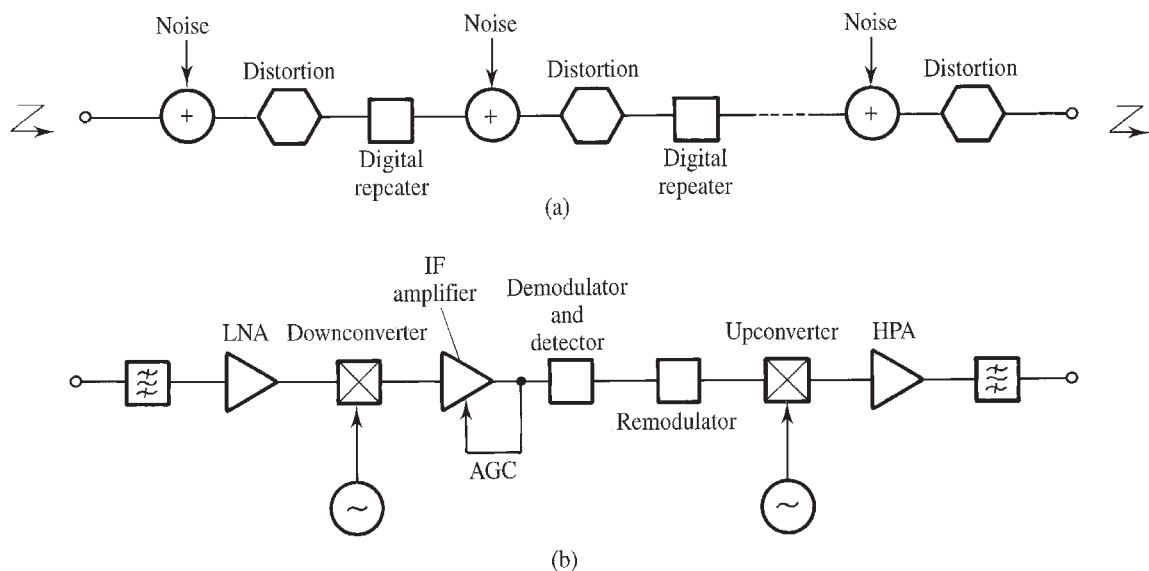 Noise
Noise
Noise
Distortion
Distortion
Distortion
+
+
+
Digital
repeater
Digital
repeater
(a)
IF
amplifier
Demodulator
and
detector
LNA
Downconverter
Upconverter
HPA
Remodulator
AGC
~
~
(b)